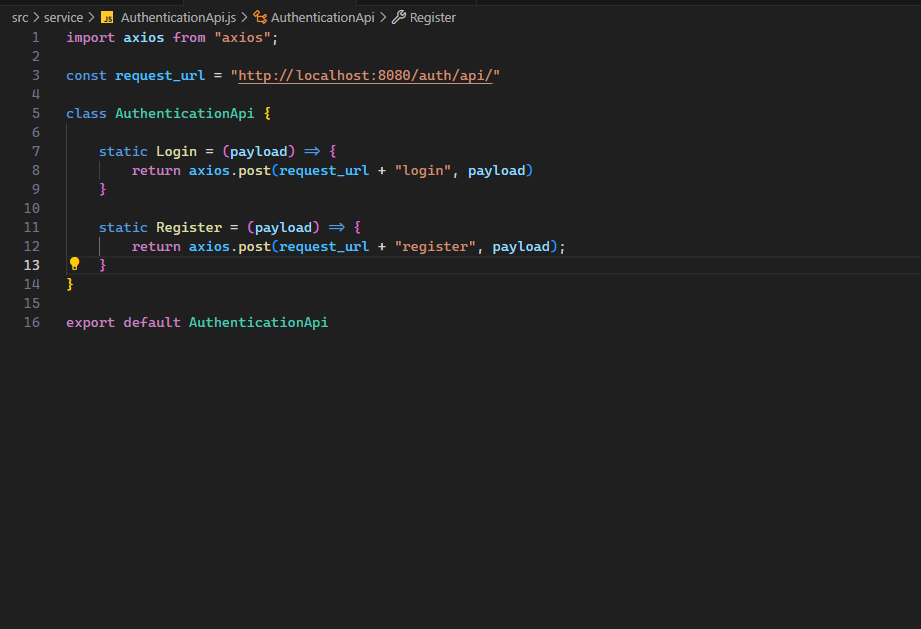 src > service > JS AuthenticationApi.js > AuthenticationApi > Register
1 import axios from "axios";
2
3 const request_url = "http://localhost:8080/auth/api/"
4
5 class AuthenticationApi {
6
7 static Login = (payload) => {
8 return axios.post(request_url + "login", payload)
9 }
10
11 static Register = (payload) => {
12 return axios.post(request_url + "register", payload);
13 }
14 }
15
16 export default AuthenticationApi